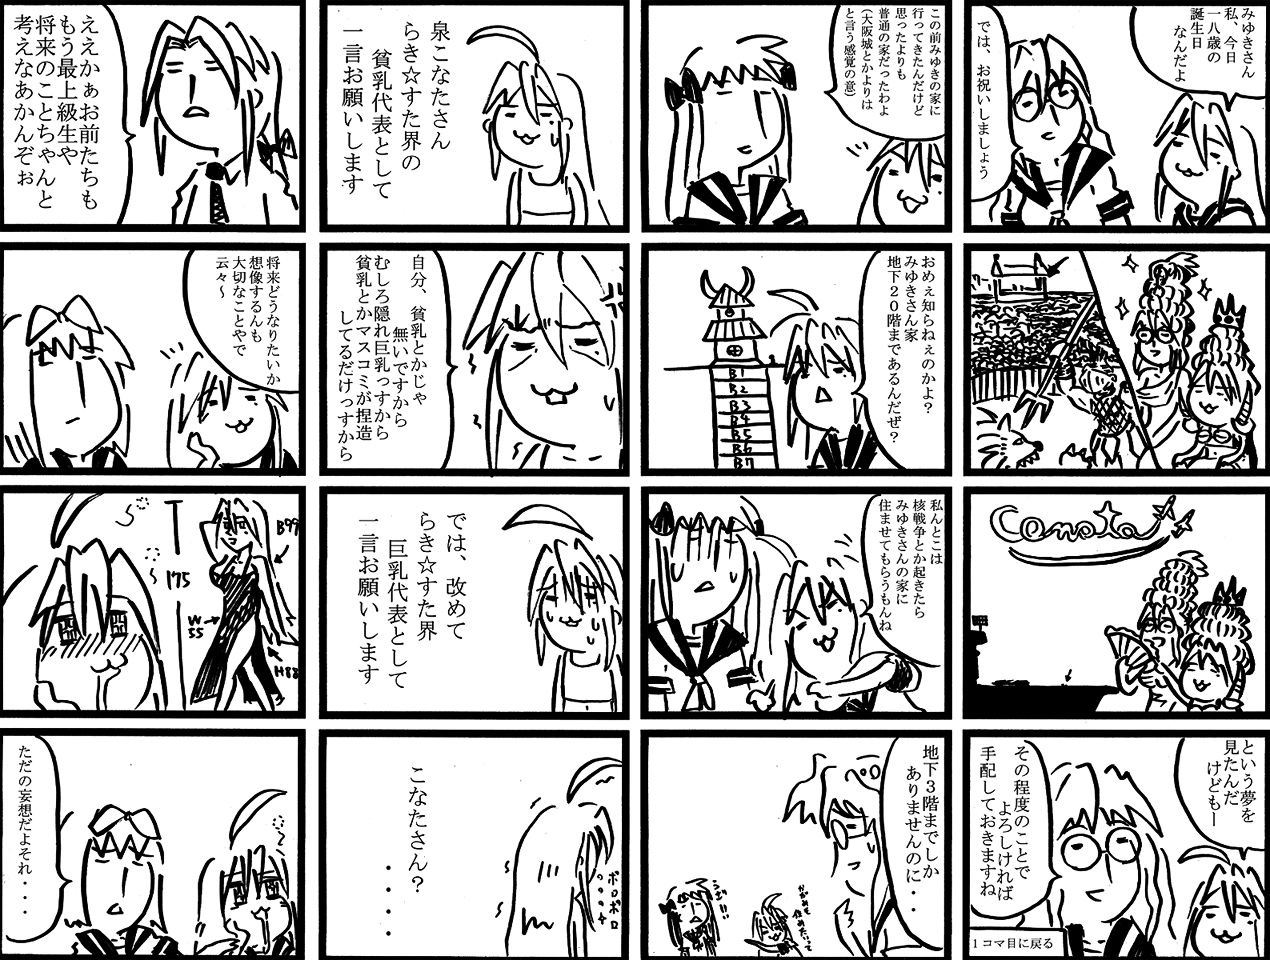 みゆきさん
私、今日
一八歳の
誕生日
なんだよ
では、お祝いしましょう
Cometa
という夢を
見たんだ
けどもー
その程度のことで
よろしければ
手配しておきますね
1コマ目に戻る
この前みゆきの家に
行ってきたんだけど
思ったよりも
普通の家だったわよ
(大阪城とかよりは
と言う感覚の意)
おめぇ知らねぇのかよ?
みゆきさん家
地下20階まであるんだぜ?
B1
B2
B3
B4
B5
B6
B7
私んとこは
核戦争とか起きたら
みゆきさんの家に
住ませてもらうもんね
地下3階までしか
ありませんのに・・
泉こなたさん
らき☆すた界の
貧乳代表として
一言お願いします
自分、貧乳とかじゃ
無いですから
むしろ隠れ巨乳っすから
貧乳とかマスコミが捏造
してるだけっすから
では、改めて
らき☆すた界
巨乳代表として
一言お願いします
こなたさん?
・・・・・
ボロボロ
ええかぁお前たちも
もう最上級生や
将来のことちゃんと
考えなあかんぞぉ
将来どうなりたいか
想像するんも
大切なことやで
云々〜
B99
175
W55
H88
ただの妄想だよそれ・・・・